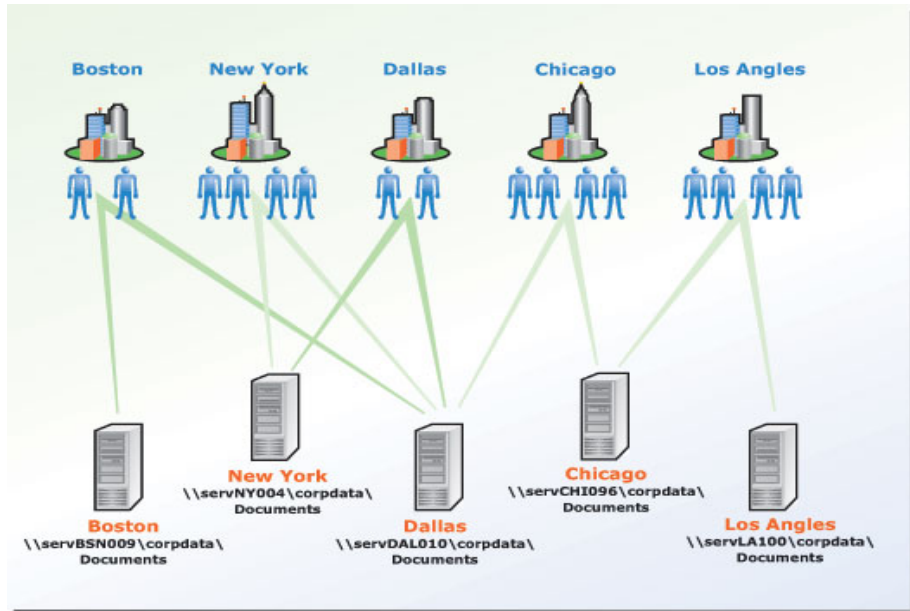 Boston
New York
Dallas
Chicago
Los Angles
New York
\\servNY004\corpdata\
Documents
Chicago
\\servCHI096\corpdata\
Documents
Boston
\\servBSN009\corpdata\
Documents
Dallas
\\servDAL010\corpdata\
Documents
Los Angles
\\servLA100\corpdata\
Documents